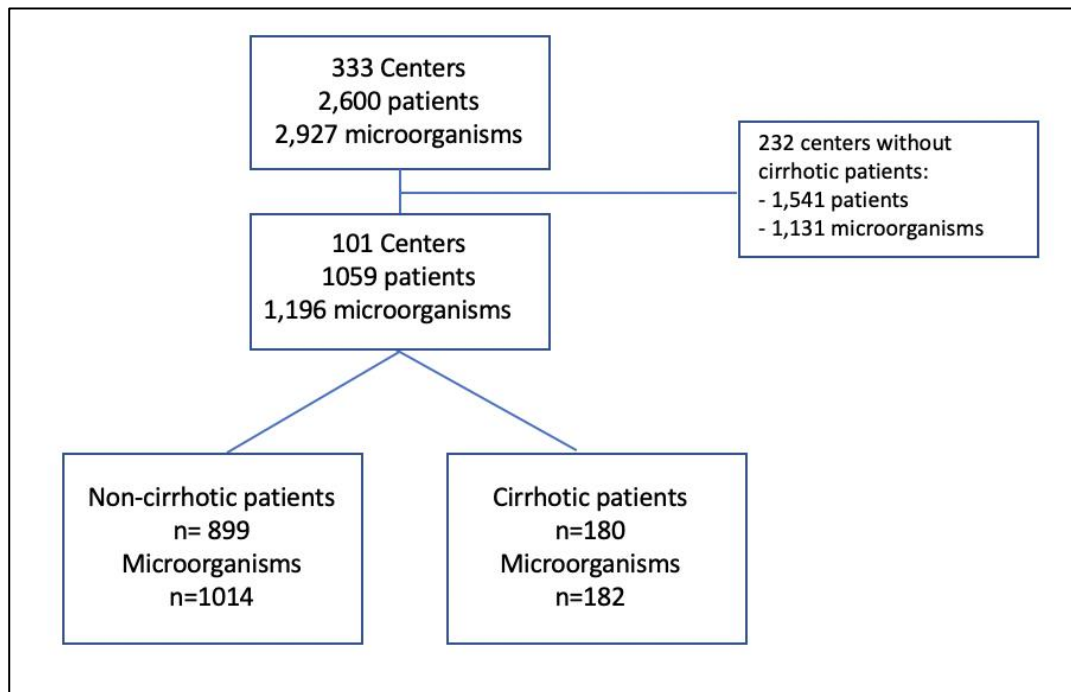 333 Centers
2,600 patients
2,927 microorganisms
232 centers without
cirrhotic patients:
- 1,541 patients
- 1,131 microorganisms
101 Centers
1059 patients
1,196 microorganisms
Non-cirrhotic patients
n= 899
Microorganisms
n=1014
Cirrhotic patients
n=180
Microorganisms
n=182